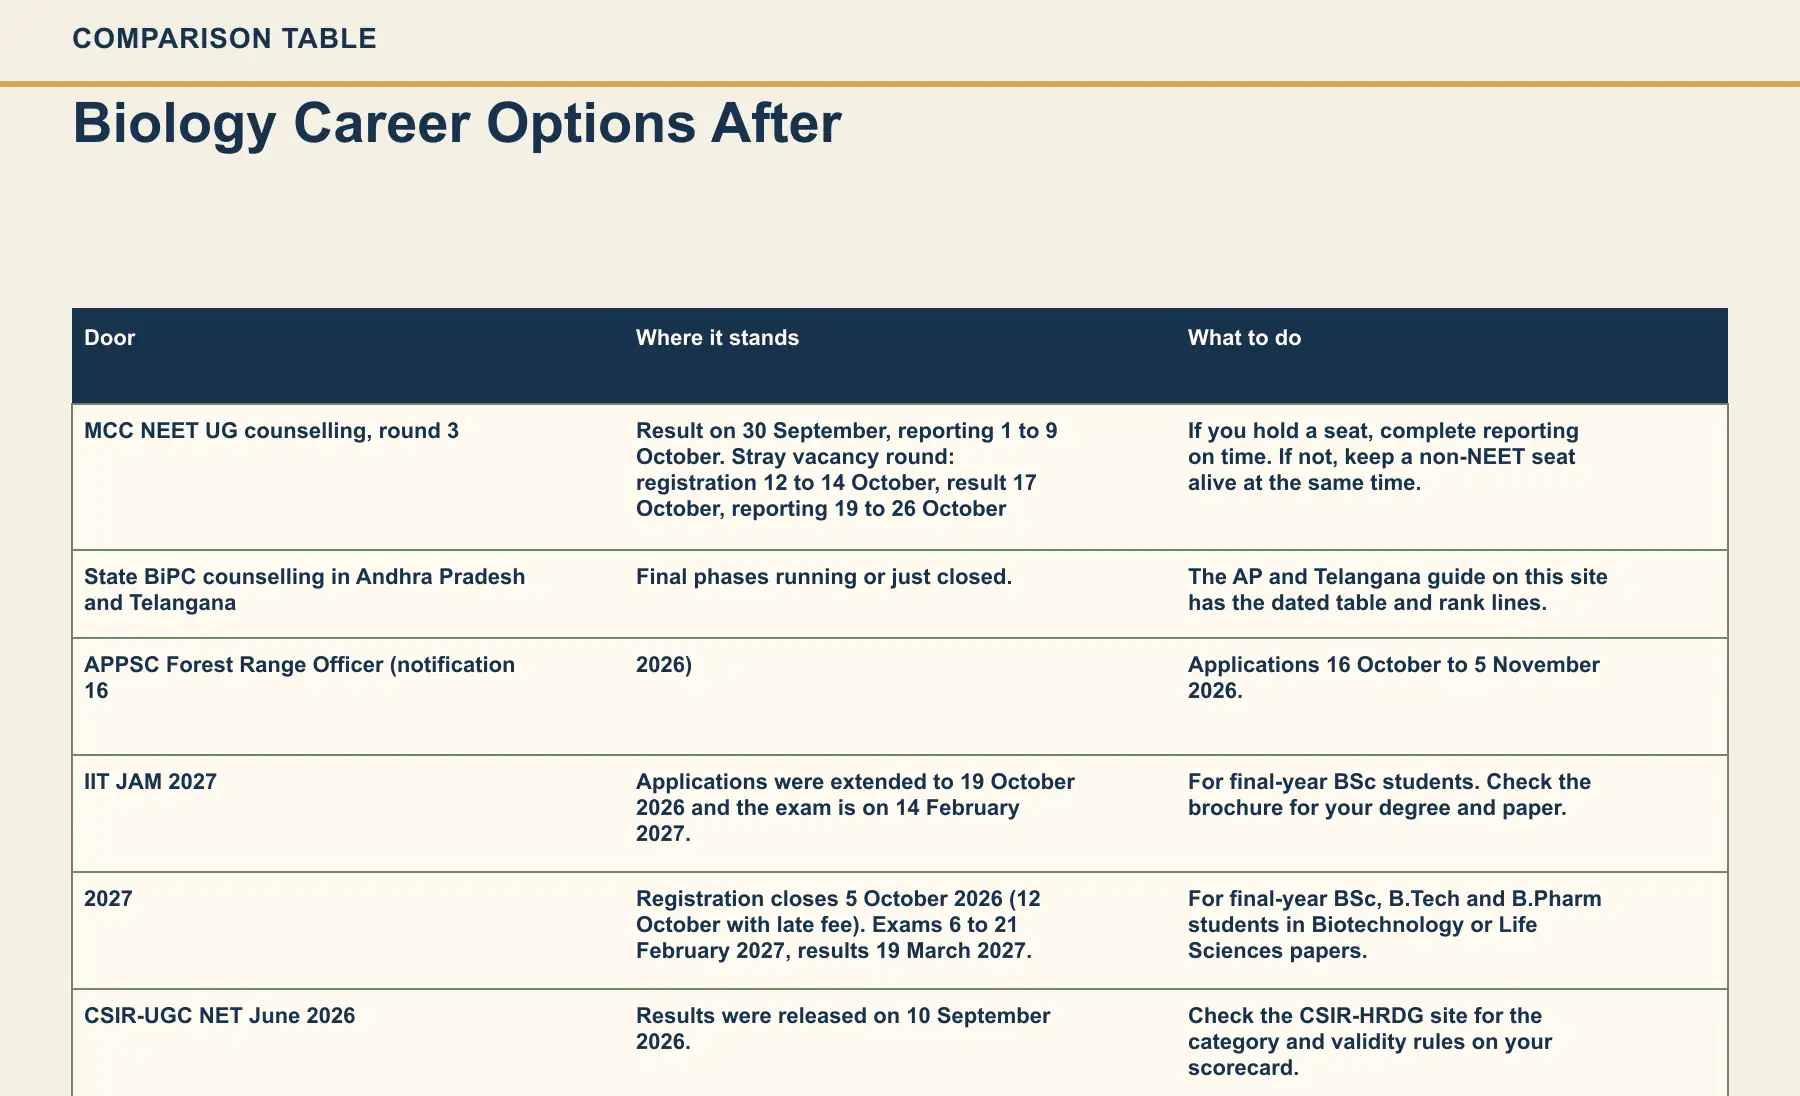 COMPARISON TABLE
Biology Career Options After
Door
Where it stands
What to do
MCC NEET UG counselling, round 3
Result on 30 September, reporting 1 to 9
October. Stray vacancy round:
registration 12 to 14 October, result 17
October, reporting 19 to 26 October
If you hold a seat, complete reporting
on time. If not, keep a non-NEET seat
alive at the same time.
State BiPC counselling in Andhra Pradesh
and Telangana
Final phases running or just closed.
The AP and Telangana guide on this site
has the dated table and rank lines.
APPSC Forest Range Officer (notification
16
2026)
Applications 16 October to 5 November
2026.
IIT JAM 2027
Applications were extended to 19 October
2026 and the exam is on 14 February
2027.
For final-year BSc students. Check the
brochure for your degree and paper.
2027
Registration closes 5 October 2026 (12
October with late fee). Exams 6 to 21
February 2027, results 19 March 2027.
For final-year BSc, B.Tech and B.Pharm
students in Biotechnology or Life
Sciences papers.
CSIR-UGC NET June 2026
Results were released on 10 September
2026.
Check the CSIR-HRDG site for the
category and validity rules on your
scorecard.